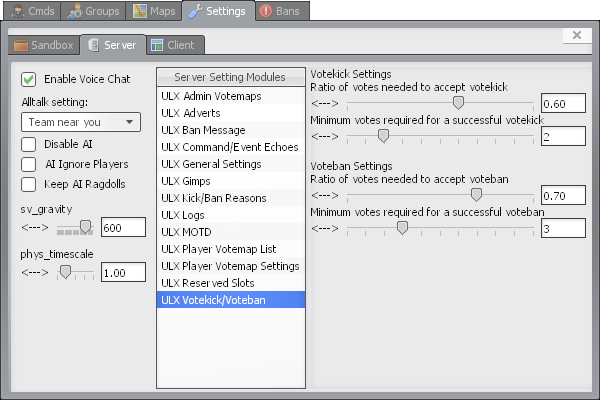 Cmds Groups Maps Settings Bans
Sandbox Server Client
Enable Voice Chat
Alltalk setting:
Team near you
Disable AI
AI Ignore Players
Keep AI Ragdolls
sv_gravity
<---> 600
phys_timescale
<---> 1.00
Server Setting Modules
ULX Admin Votemaps
ULX Adverts
ULX Ban Message
ULX Command/Event Echoes
ULX General Settings
ULX Gimps
ULX Kick/Ban Reasons
ULX Logs
ULX MOTD
ULX Player Votemap List
ULX Player Votemap Settings
ULX Reserved Slots
ULX Votekick/Voteban
Votekick Settings
Ratio of votes needed to accept votekick
<---> 0.60
Minimum votes required for a successful votekick
<---> 2
Voteban Settings
Ratio of votes needed to accept voteban
<---> 0.70
Minimum votes required for a successful voteban
<---> 3